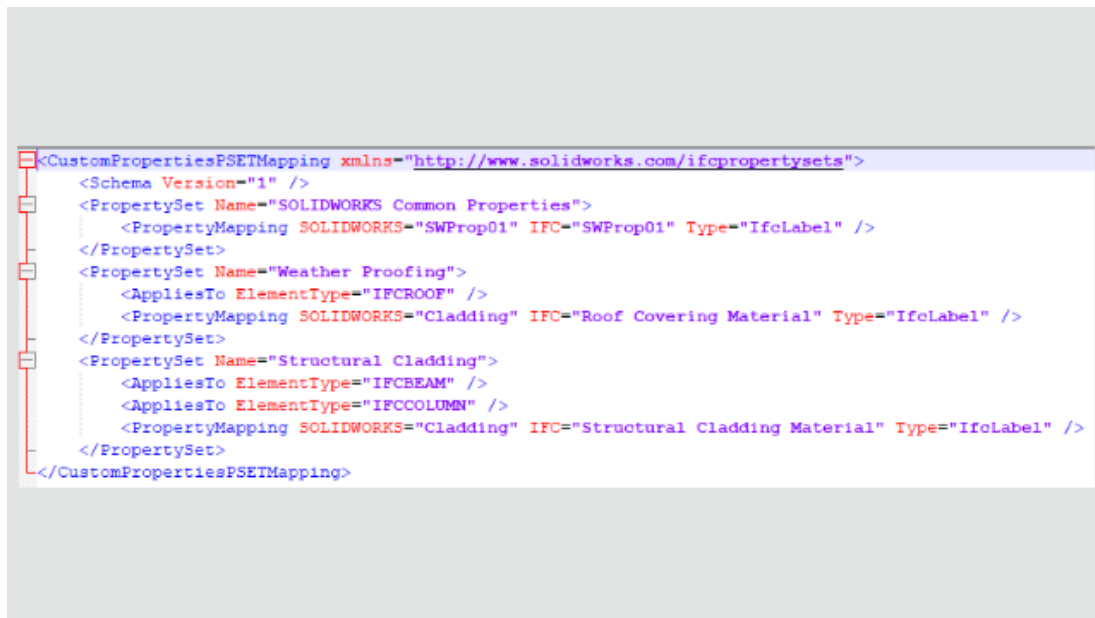 <CustomPropertiesPSETMapping xmlns="http://www.solidworks.com/ifcpropertysets">
<Schema Version="1" />
<PropertySet Name="SOLIDWORKS Common Properties">
<PropertyMapping SOLIDWORKS="SWProp01" IFC="SWProp01" Type="IfcLabel" />
</PropertySet>
<PropertySet Name="Weather Proofing">
<AppliesTo ElementType="IFCROOF" />
<PropertyMapping SOLIDWORKS="Cladding" IFC="Roof Covering Material" Type="IfcLabel" />
</PropertySet>
<PropertySet Name="Structural Cladding">
<AppliesTo ElementType="IFCBEAM" />
<AppliesTo ElementType="IFCCOLUMN" />
<PropertyMapping SOLIDWORKS="Cladding" IFC="Structural Cladding Material" Type="IfcLabel" />
</PropertySet>
</CustomPropertiesPSETMapping>